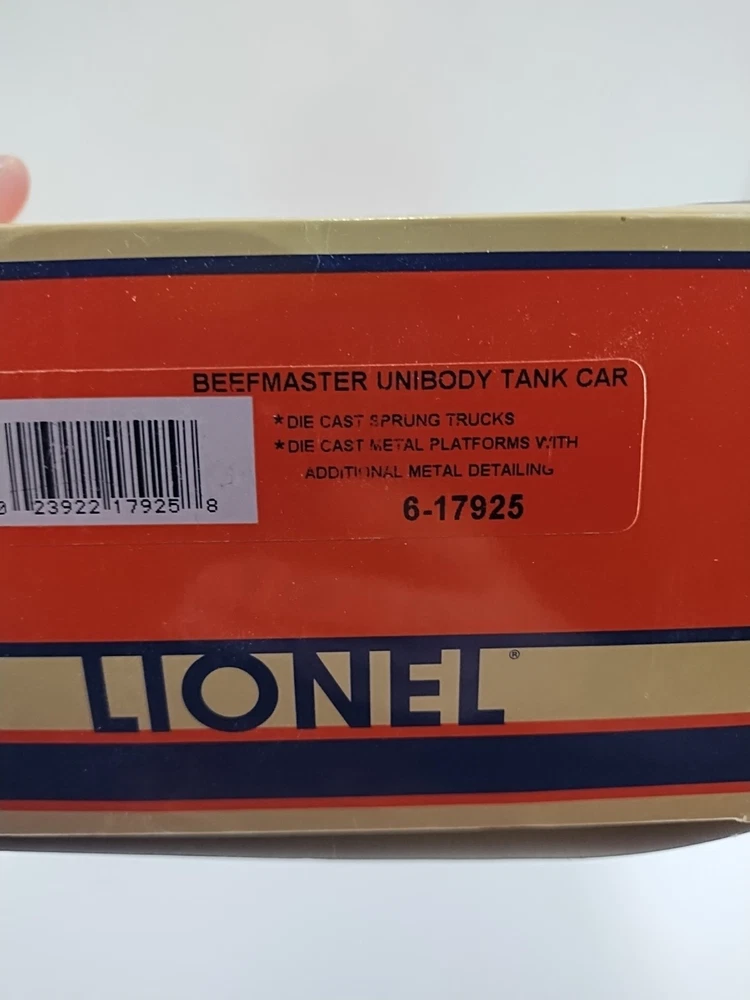 BEEFMASTER UNIBODY TANK CAR
*DIE CAST SPRUNG TRUCKS
*DIE CAST METAL PLATFORMS WITH
ADDITIONAL METAL DETAILING
6-17925
0 23922 17925 8
LIONEL®